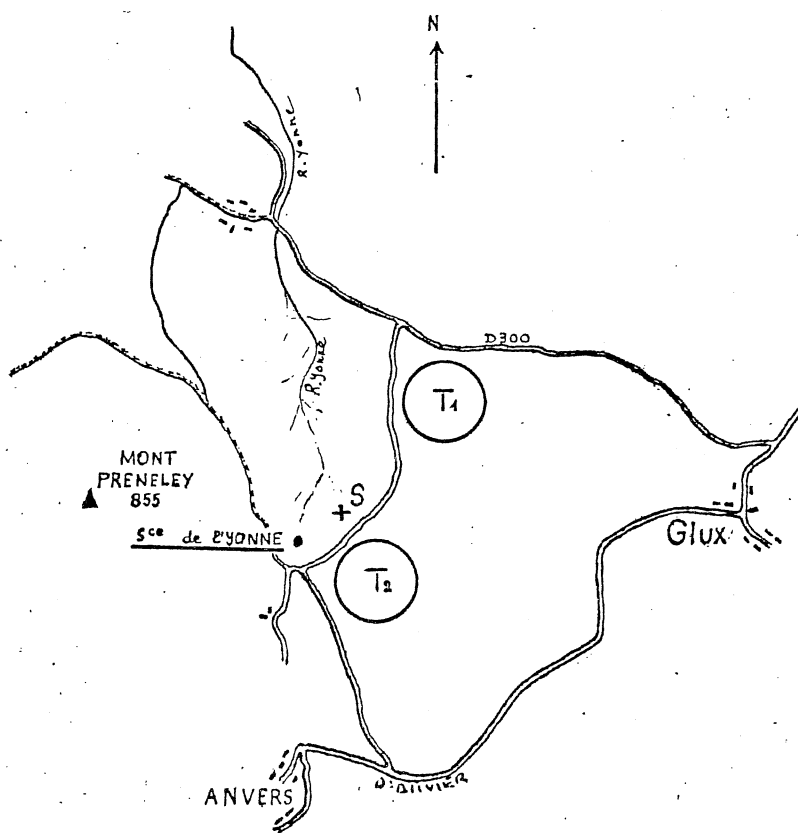 N
R. Yonne
D300
R. Yonne
T1
MONT
PRENELEY
855
S
Sce de l'YONNE
Glux
T2
ANVERS